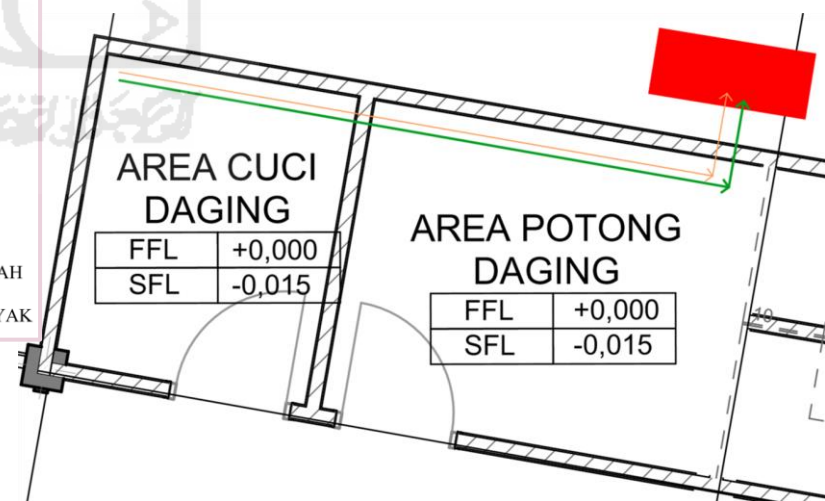 AREA CUCI
DAGING
FFL +0,000
SFL -0,015
AREA POTONG
DAGING
FFL +0,000
SFL -0,015
AH
YAK
10